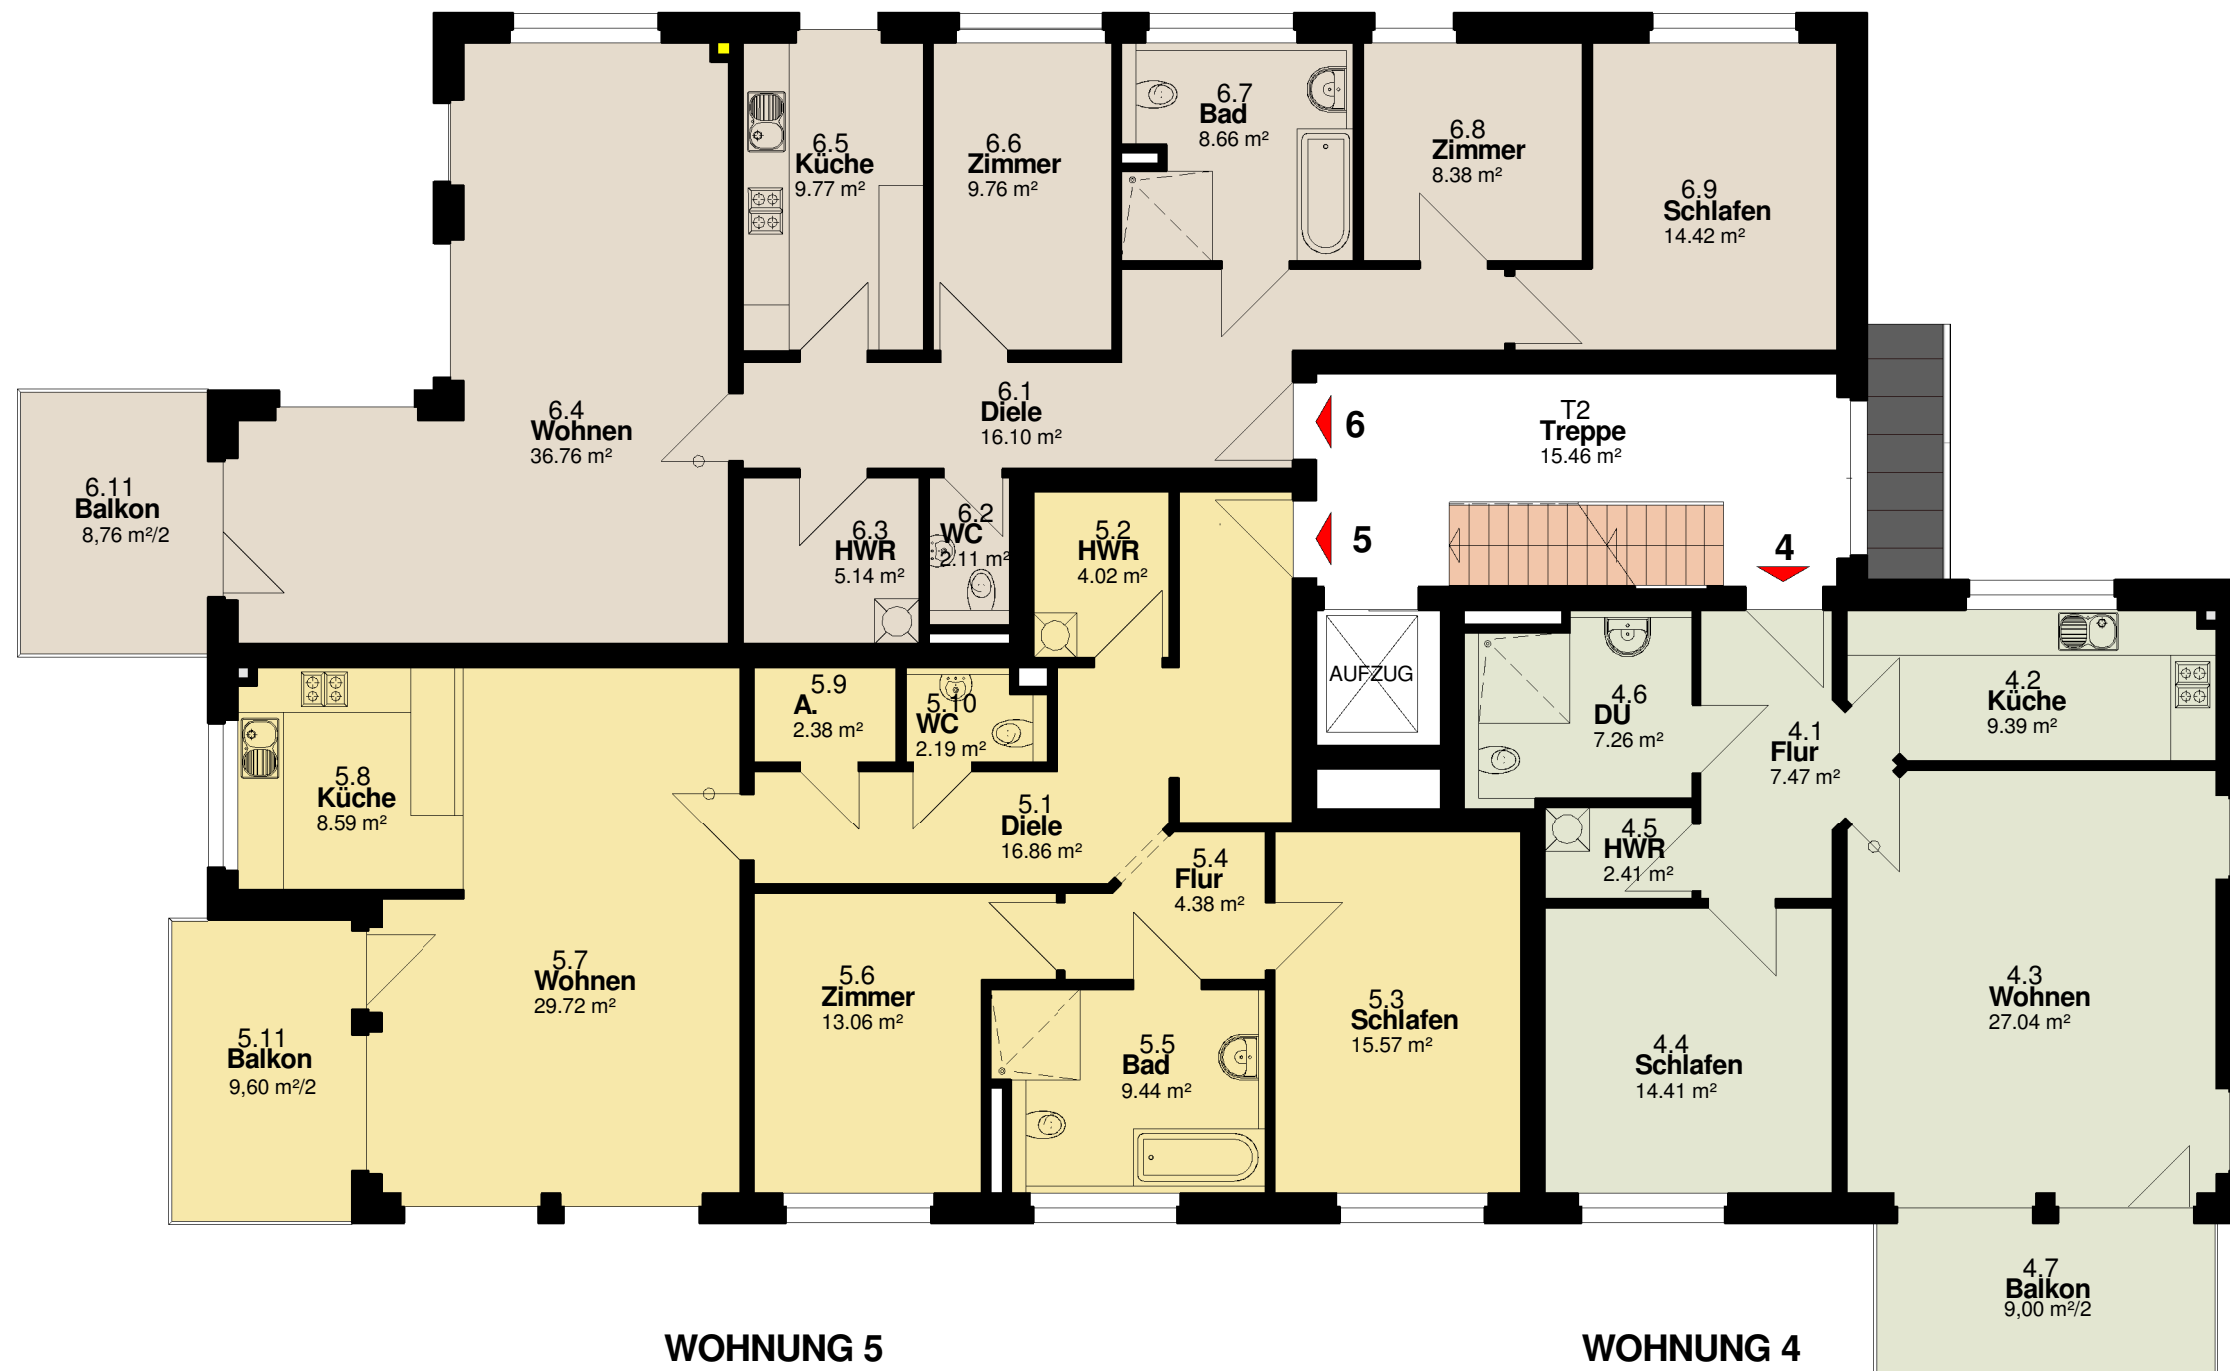 6.5
Küche
9.77 m²
6.6
Zimmer
9.76 m²
6.7
Bad
8.66 m²
6.8
Zimmer
8.38 m²
6.9
Schlafen
14.42 m²
6.4
Wohnen
36.76 m²
6.1
Diele
16.10 m²
6
T2
Treppe
15.46 m²
6.11
Balkon
8,76 m²/2
6.3
HWR
5.14 m²
6.2
WC
2.11 m²
5.2
HWR
4.02 m²
5
4
AUFZUG
5.9
A.
2.38 m²
5.10
WC
2.19 m²
4.6
DU
7.26 m²
4.1
Flur
7.47 m²
4.2
Küche
9.39 m²
5.8
Küche
8.59 m²
5.1
Diele
16.86 m²
5.4
Flur
4.38 m²
4.5
HWR
2.41 m²
5.7
Wohnen
29.72 m²
5.6
Zimmer
13.06 m²
5.3
Schlafen
15.57 m²
4.3
Wohnen
27.04 m²
5.11
Balkon
9,60 m²/2
5.5
Bad
9.44 m²
4.4
Schlafen
14.41 m²
4.7
Balkon
9,00 m²/2
WOHNUNG 5
WOHNUNG 4